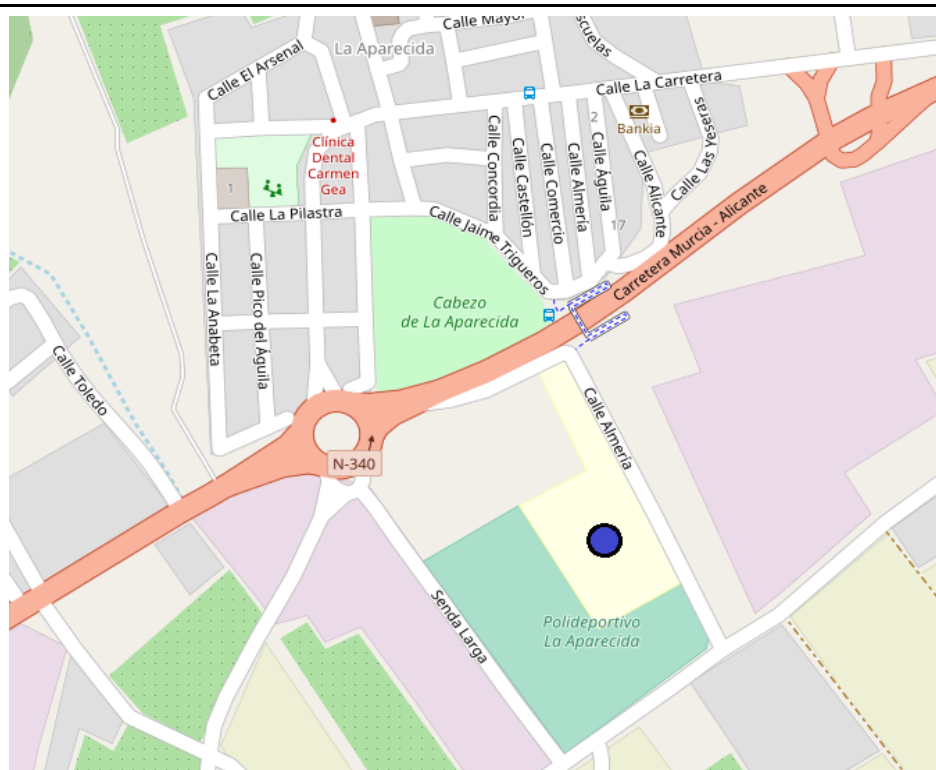 Calle Mayor
scuelas
La Aparecida
Calle El Arsenal
Calle La Carretera
2
Bankia
Clínica
Dental
Carmen
Gea
Calle Concordia
Calle Castellón
Calle Comercio
Calle Almería
Calle Águila
Calle Alicante
Calle Las Yeseras
1
Calle La Pilastra
Calle Jaime Trigueros
17
Carretera Murcia - Alicante
Calle La Anabeta
Calle Pico del Águila
Cabezo
de La Aparecida
Calle Toledo
Calle Almería
N-340
Senda Larga
Polideportivo
La Aparecida